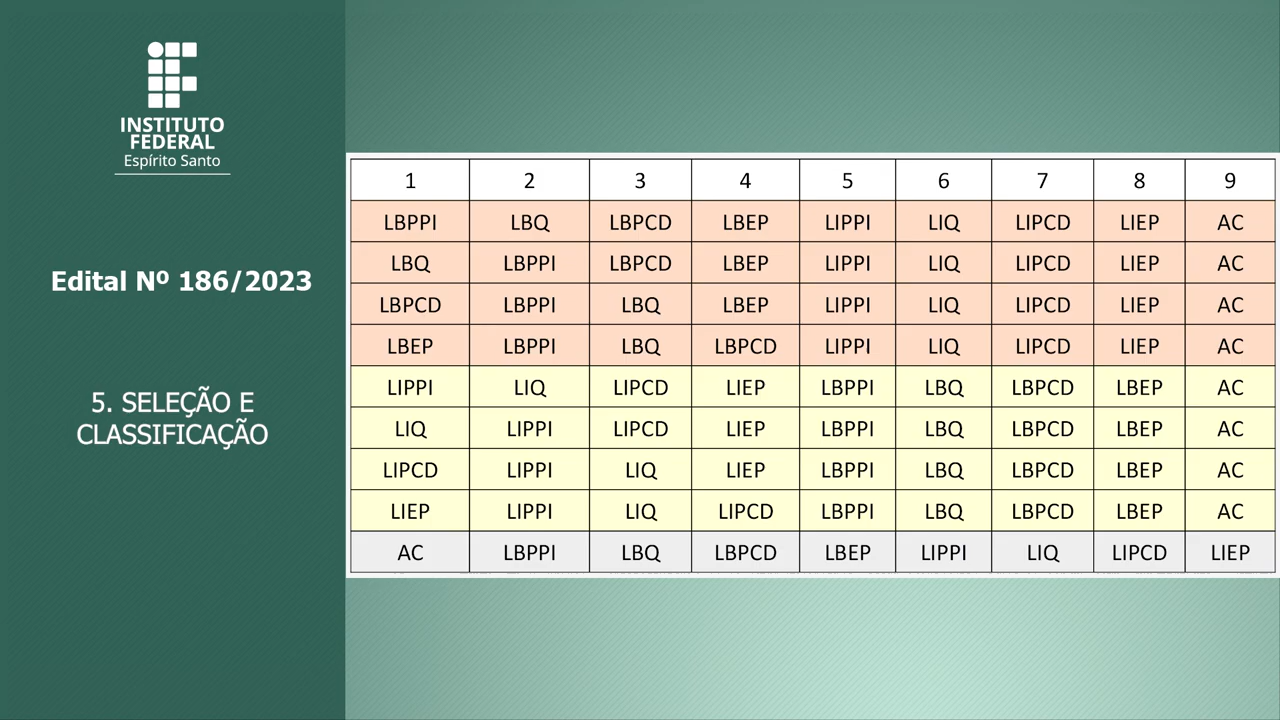 INSTITUTO
FEDERAL
Espírito Santo
Edital Nº 186/2023
5. SELEÇÃO E
CLASSIFICAÇÃO
1 2 3 4 5 6 7 8 9
LBPPI LBQ LBPCD LBEP LIPPI LIQ LIPCD LIEP AC
LBQ LBPPI LBPCD LBEP LIPPI LIQ LIPCD LIEP AC
LBPCD LBPPI LBQ LBEP LIPPI LIQ LIPCD LIEP AC
LBEP LBPPI LBQ LBPCD LIPPI LIQ LIPCD LIEP AC
LIPPI LIQ LIPCD LIEP LBPPI LBQ LBPCD LBEP AC
LIQ LIPPI LIPCD LIEP LBPPI LBQ LBPCD LBEP AC
LIPCD LIPPI LIQ LIEP LBPPI LBQ LBPCD LBEP AC
LIEP LIPPI LIQ LIPCD LBPPI LBQ LBPCD LBEP AC
AC LBPPI LBQ LBPCD LBEP LIPPI LIQ LIPCD LIEP